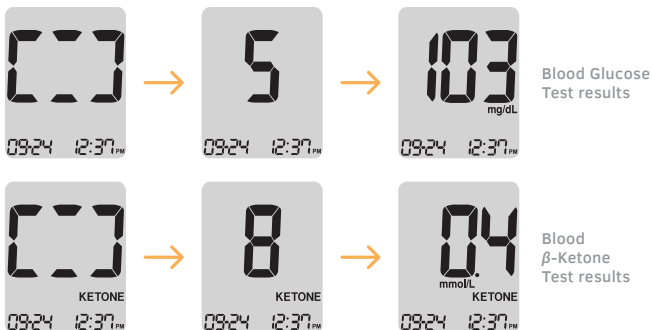 5
103
mg/dL
09-24 12:37 PM
09-24 12:37 PM
09-24 12:37 PM
Blood Glucose
Test results
KETONE
09-24 12:37 PM
8
KETONE
09-24 12:37 PM
0.4
mmol/L
KETONE
09-24 12:37 PM
Blood
β-Ketone
Test results